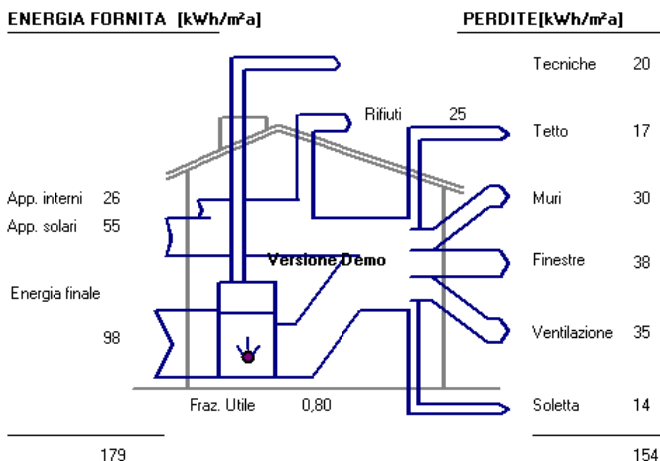 ENERGIA FORNITA [kWh/m²a]
PERDITE[kWh/m²a]
Tecniche 20
Rifiuti 25
Tetto 17
App. interni 26
Muri 30
App. solari 55
Versione Demo
Finestre 38
Energia finale
98
Ventilazione 35
Fraz. Utile 0,80
Soletta 14
179
154